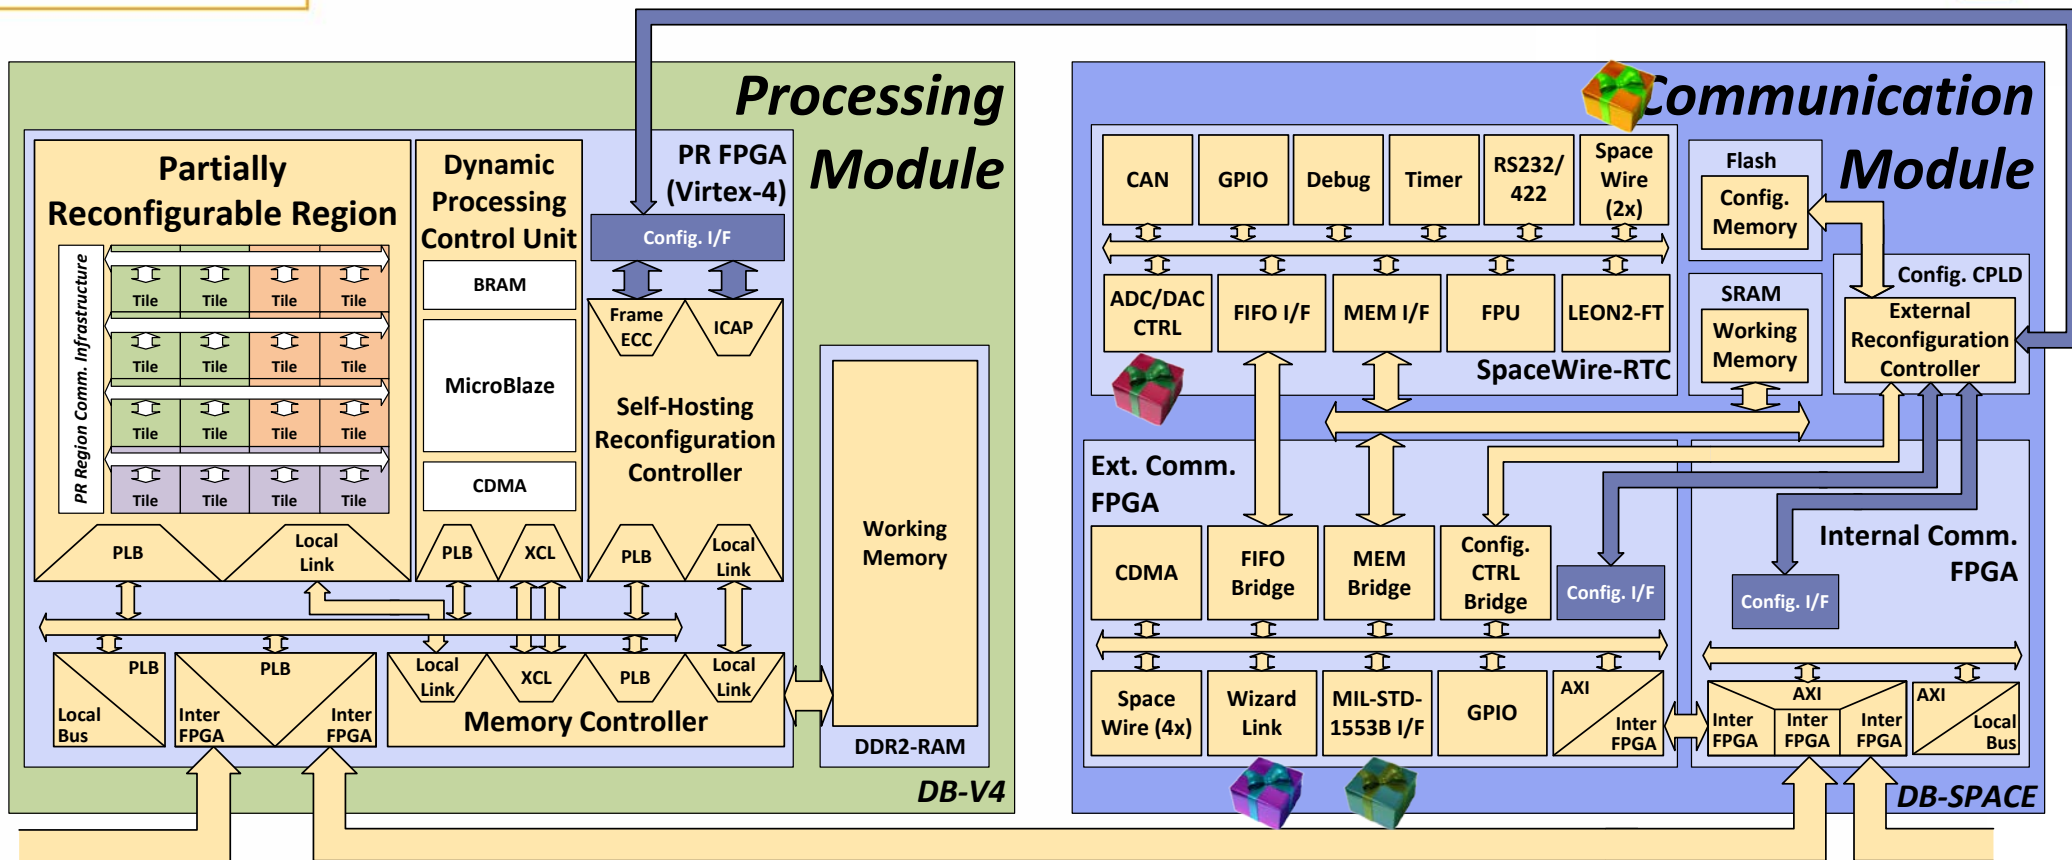 Processing
Module
PR FPGA
(Virtex-4)
Partially
Reconfigurable Region
PR Region Comm. Infrastructure
Tile Tile Tile Tile
Tile Tile Tile Tile
Tile Tile Tile Tile
Tile Tile Tile Tile
PLB
Local
Link
Dynamic
Processing
Control Unit
BRAM
MicroBlaze
CDMA
PLB
XCL
Config. I/F
Frame
ECC
ICAP
Self-Hosting
Reconfiguration
Controller
PLB
Local
Link
PLB
Local
Bus
PLB
Inter
FPGA
Inter
FPGA
Local
Link
XCL
PLB
Local
Link
Memory Controller
Working
Memory
DDR2-RAM
DB-V4
Communication
Module
CAN
GPIO
Debug
Timer
RS232/
422
Space
Wire
(2x)
ADC/DAC
CTRL
FIFO I/F
MEM I/F
FPU
LEON2-FT
SpaceWire-RTC
Flash
Config.
Memory
SRAM
Working
Memory
Config. CPLD
External
Reconfiguration
Controller
Ext. Comm.
FPGA
CDMA
FIFO
Bridge
MEM
Bridge
Config.
CTRL
Bridge
Config. I/F
Space
Wire (4x)
Wizard
Link
MIL-STD-
1553B I/F
GPIO
AXI
Inter
FPGA
Internal Comm.
FPGA
Config. I/F
AXI
Inter
FPGA
Inter
FPGA
Inter
FPGA
AXI
Local
Bus
DB-SPACE